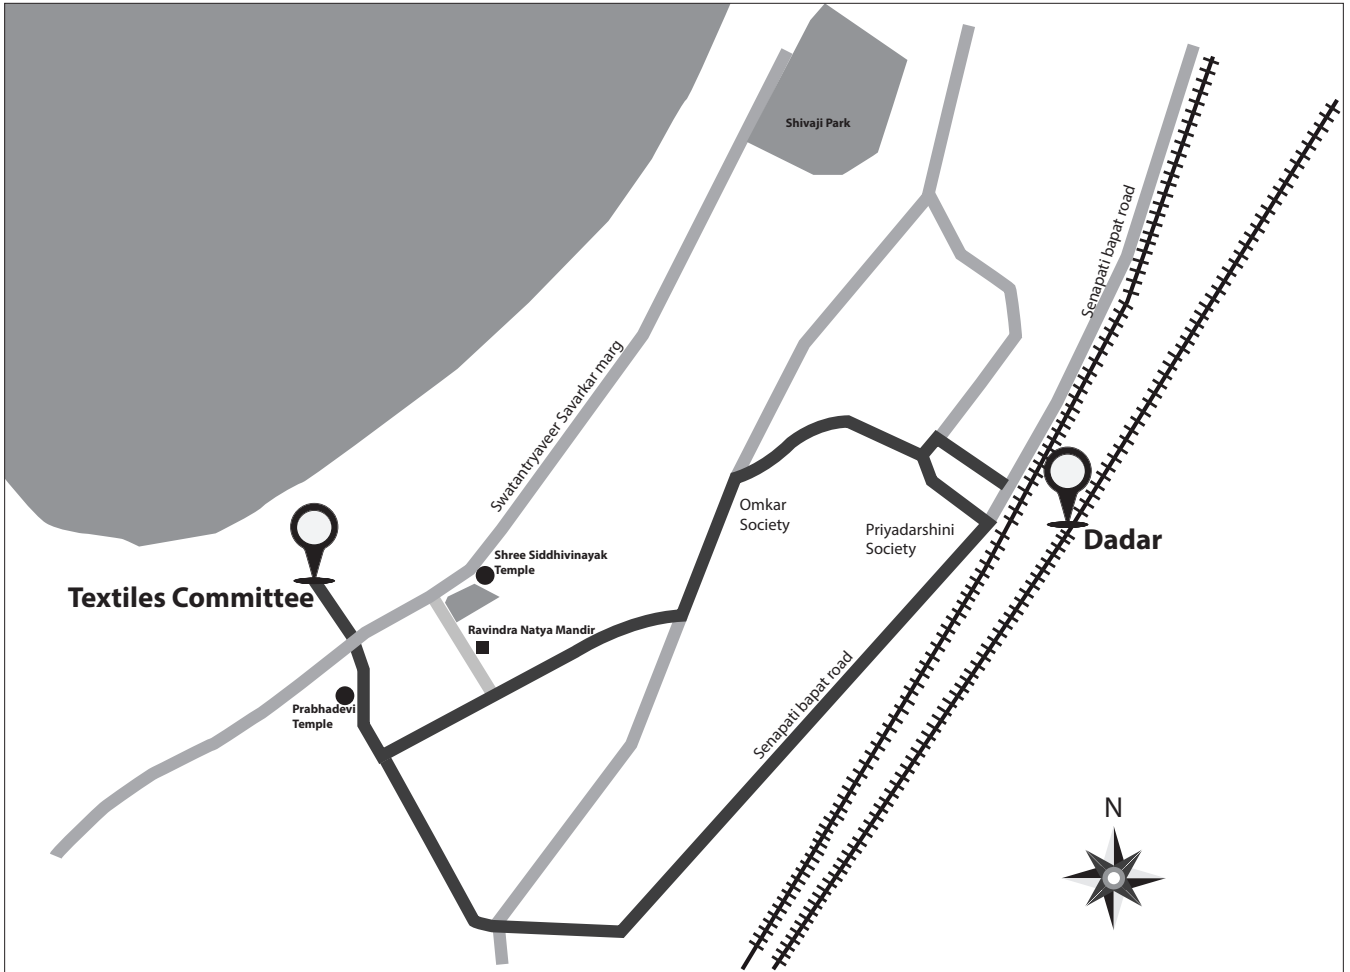 Shivaji Park
Senapati bapat road
Swatantryaveer Savarkar marg
Omkar
Society
Priyadarshini
Society
Dadar
Shree Siddhivinayak
Temple
Textiles Committee
Ravindra Natya Mandir
Prabhadevi
Temple
Senapati bapat road
N